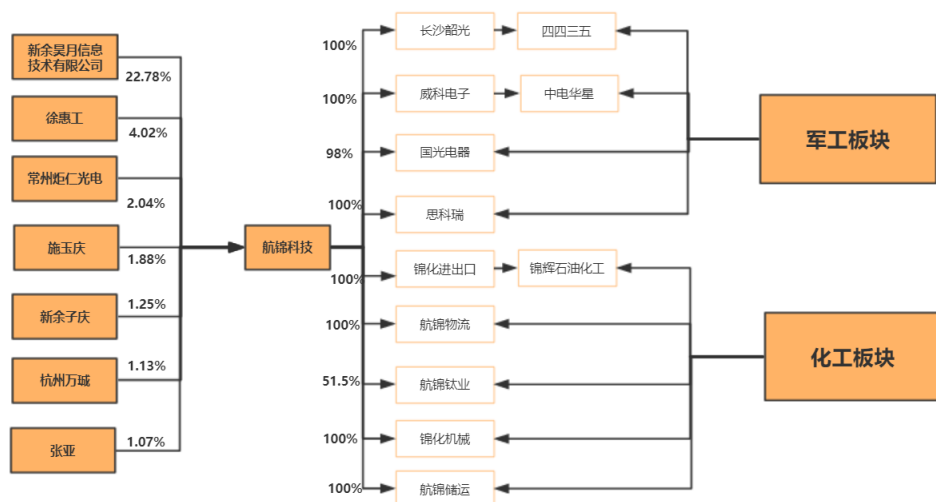 新余昊月信息
技术有限公司
22.78%
徐惠工
4.02%
常州炬仁光电
2.04%
施玉庆
1.88%
新余子庆
1.25%
杭州万珹
1.13%
张亚
1.07%
航锦科技
100%
长沙韶光
四四三五
100%
威科电子
中电华星
98%
国光电器
100%
思科瑞
100%
锦化进出口
锦辉石油化工
100%
航锦物流
51.5%
航锦钛业
100%
锦化机械
100%
航锦储运
军工板块
化工板块